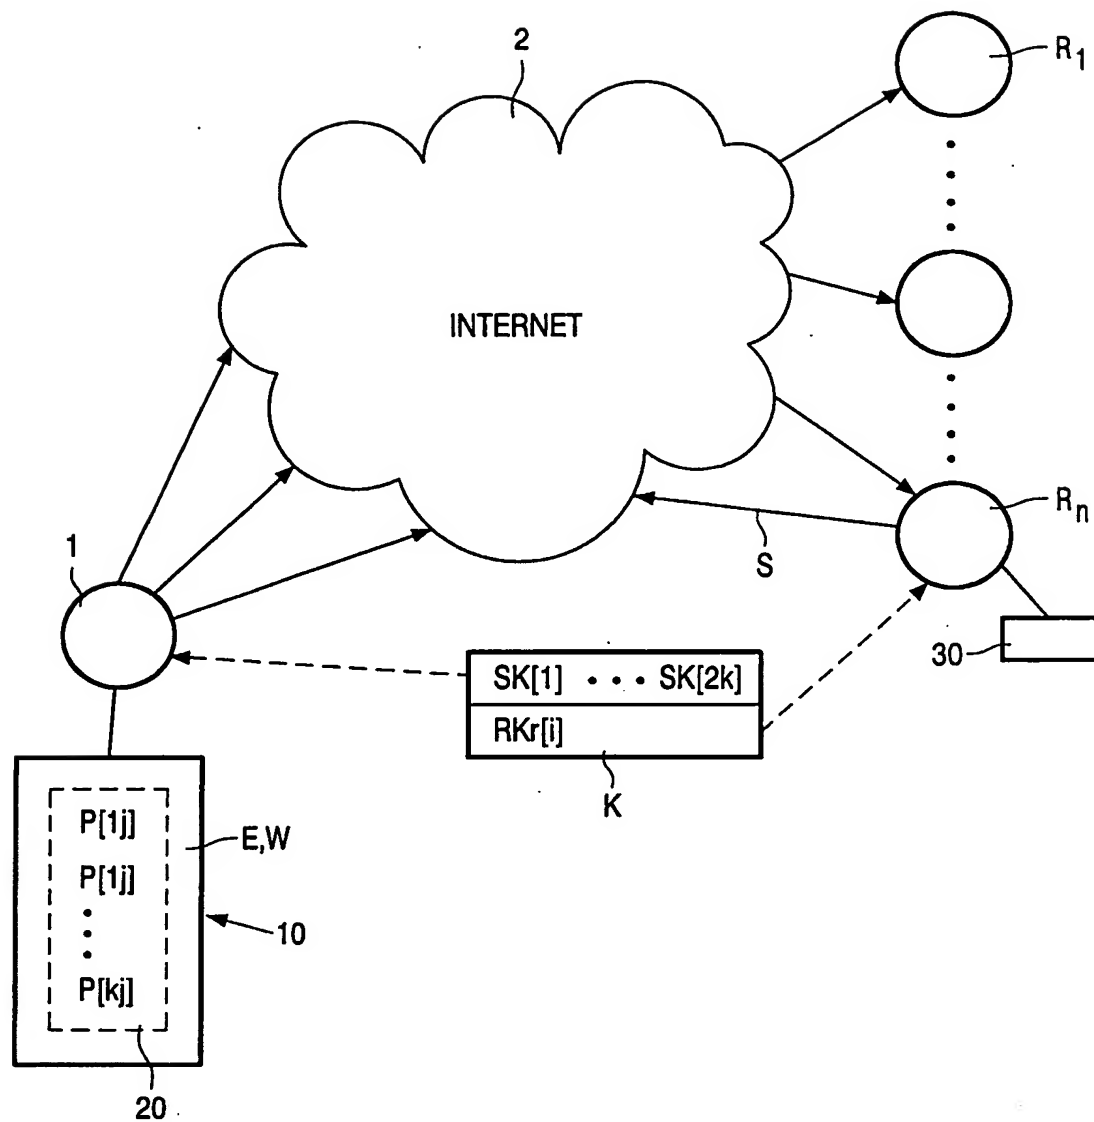 2
R1
INTERNET
Rn
S
1
30
SK[1] • • • SK[2k]
RKr[i]
K
P[1j]
E,W
P[1j]
10
P[kj]
20